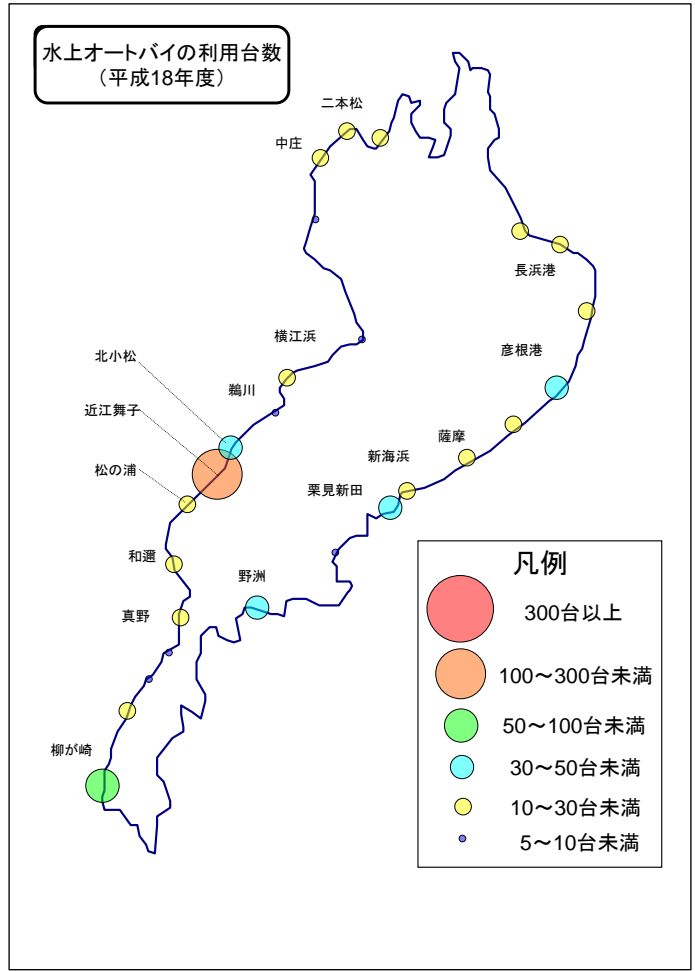 水上オートバイの利用台数
（平成18年度）
二本松
中庄
長浜港
横江浜
彦根港
北小松
鵜川
近江舞子
薩摩
新海浜
松の浦
栗見新田
和邇
野洲
真野
柳が崎
凡例
300台以上
100～300台未満
50～100台未満
30～50台未満
10～30台未満
5～10台未満